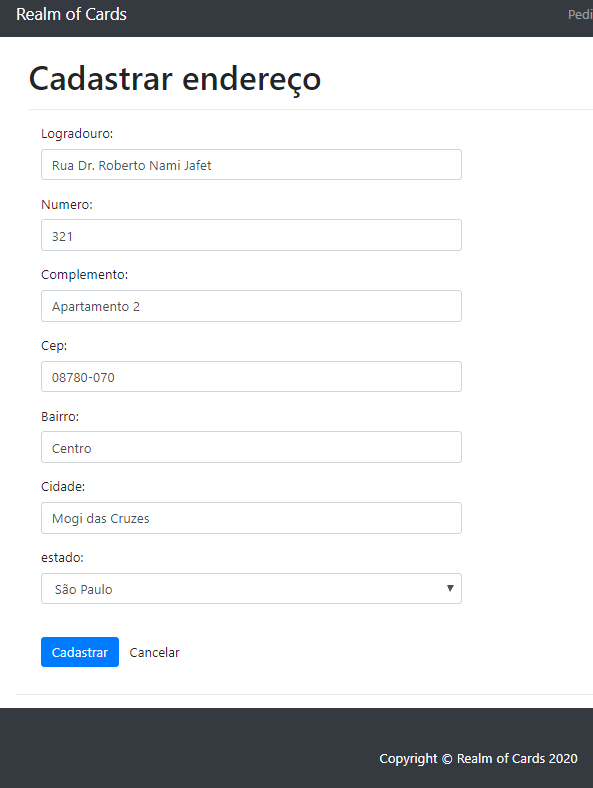 Realm of Cards
Pedi
Cadastrar endereço
Logradouro:
Rua Dr. Roberto Nami Jafet
Numero:
321
Complemento:
Apartamento 2
Cep:
08780-070
Bairro:
Centro
Cidade:
Mogi das Cruzes
estado:
São Paulo
Cadastrar Cancelar
Copyright © Realm of Cards 2020